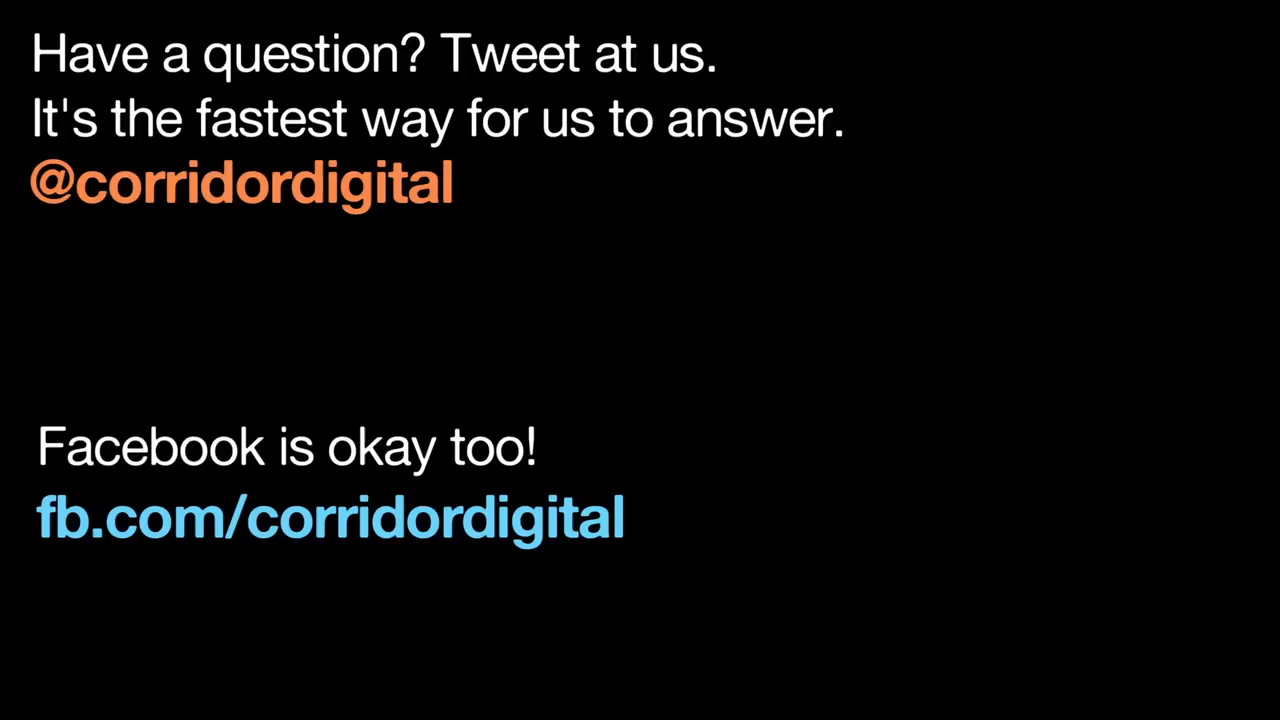 Have a question? Tweet at us.
It's the fastest way for us to answer.
@corridordigital
Facebook is okay too!
fb.com/corridordigital